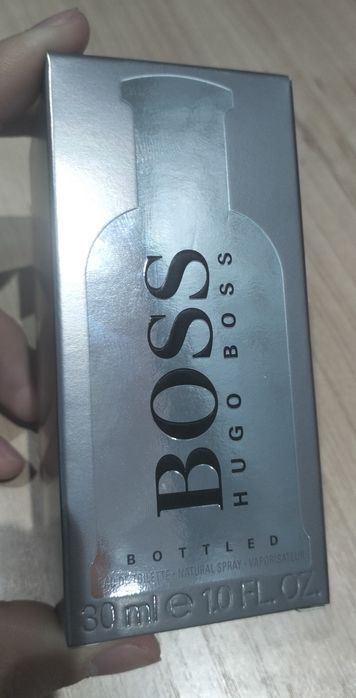 BOSS
HUGO BOSS
BOTTLED
EAU DE TOILETTE · NATURAL SPRAY · VAPORISATEUR
30 ml e 1.0 FL. OZ.